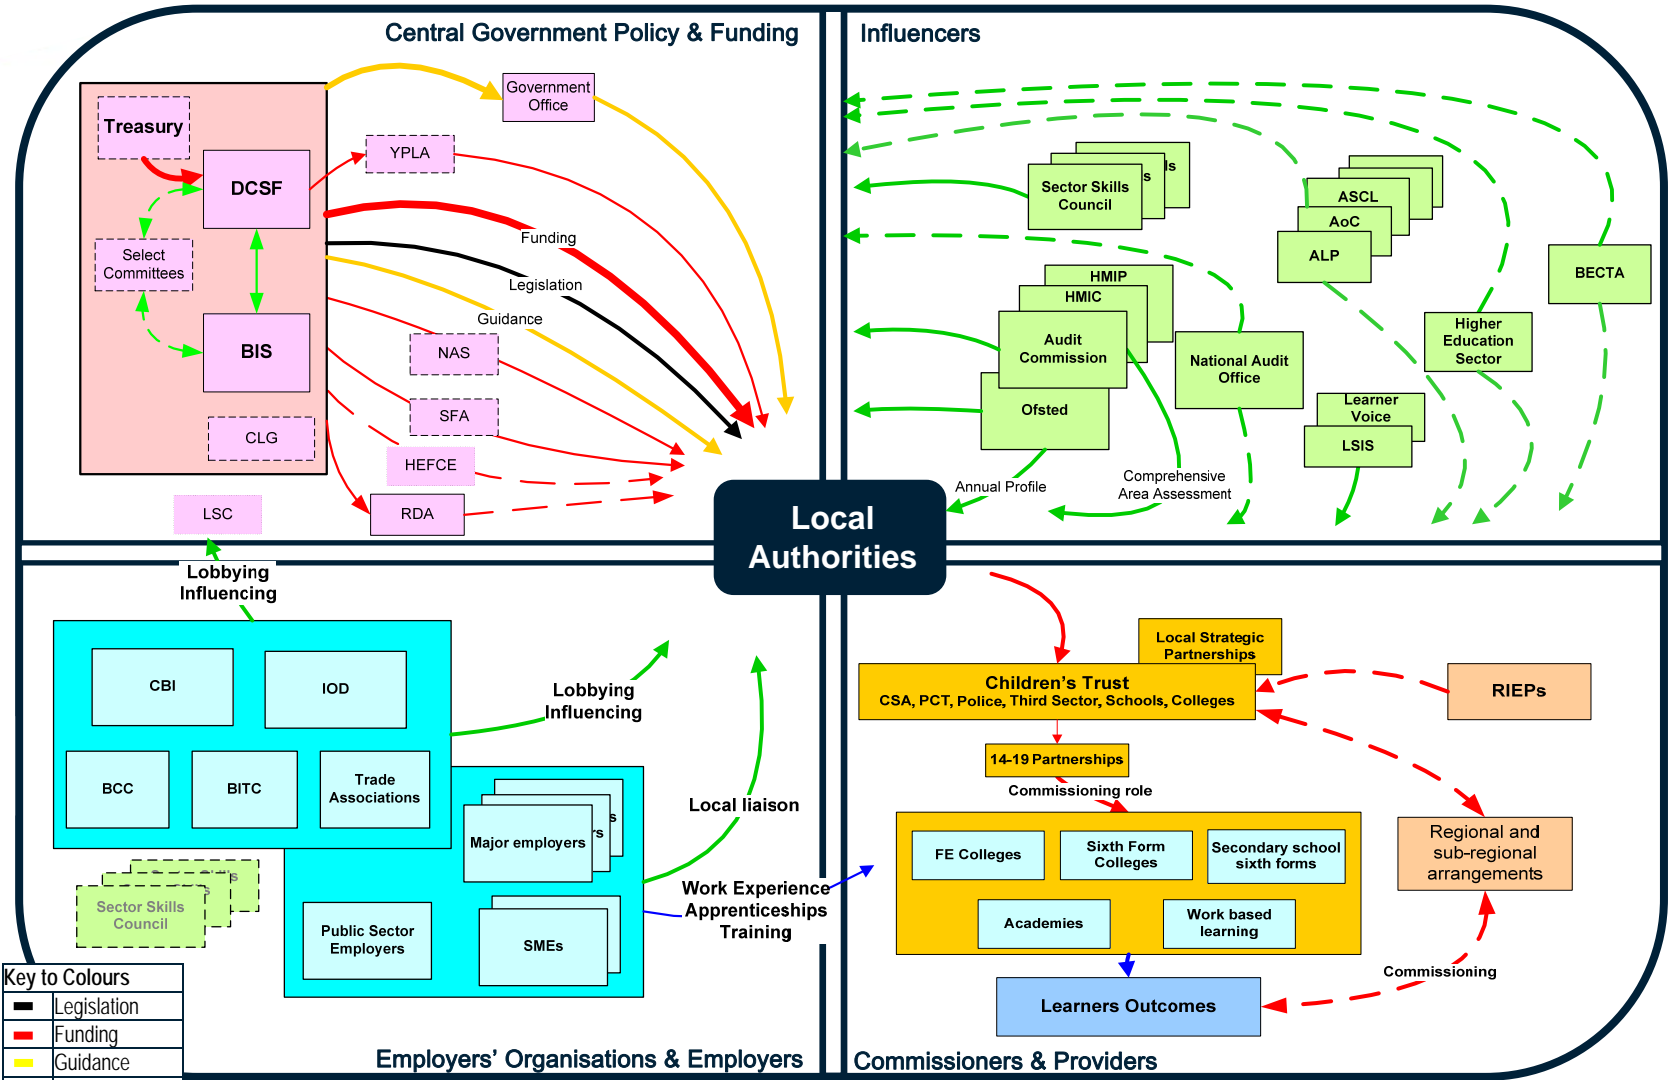 Central Government Policy & Funding
Treasury
DCSF
Select
Committees
BIS
CLG
LSC
Government
Office
YPLA
Funding
Legislation
Guidance
NAS
SFA
HEFCE
RDA
Influencers
ls
s
Sector Skills
Council
ASCL
AoC
ALP
BECTA
HMIP
HMIC
Audit
Commission
Ofsted
National Audit
Office
Higher
Education
Sector
Learner
Voice
LSIS
Annual Profile
Comprehensive
Area Assessment
Local
Authorities
Lobbying
Influencing
CBI
IOD
BCC
BITC
Trade
Associations
Lobbying
Influencing
s
rs
Major employers
Local liaison
Public Sector
Employers
SMEs
Work Experience
Apprenticeships
Training
Sector Skills
Council
Key to Colours
Legislation
Funding
Guidance
Employers' Organisations & Employers
Local Strategic
Partnerships
Children's Trust
CSA, PCT, Police, Third Sector, Schools, Colleges
RIEPs
14-19 Partnerships
Commissioning role
FE Colleges
Sixth Form
Colleges
Secondary school
sixth forms
Academies
Work based
learning
Regional and
sub-regional
arrangements
Commissioning
Learners Outcomes
Commissioners & Providers